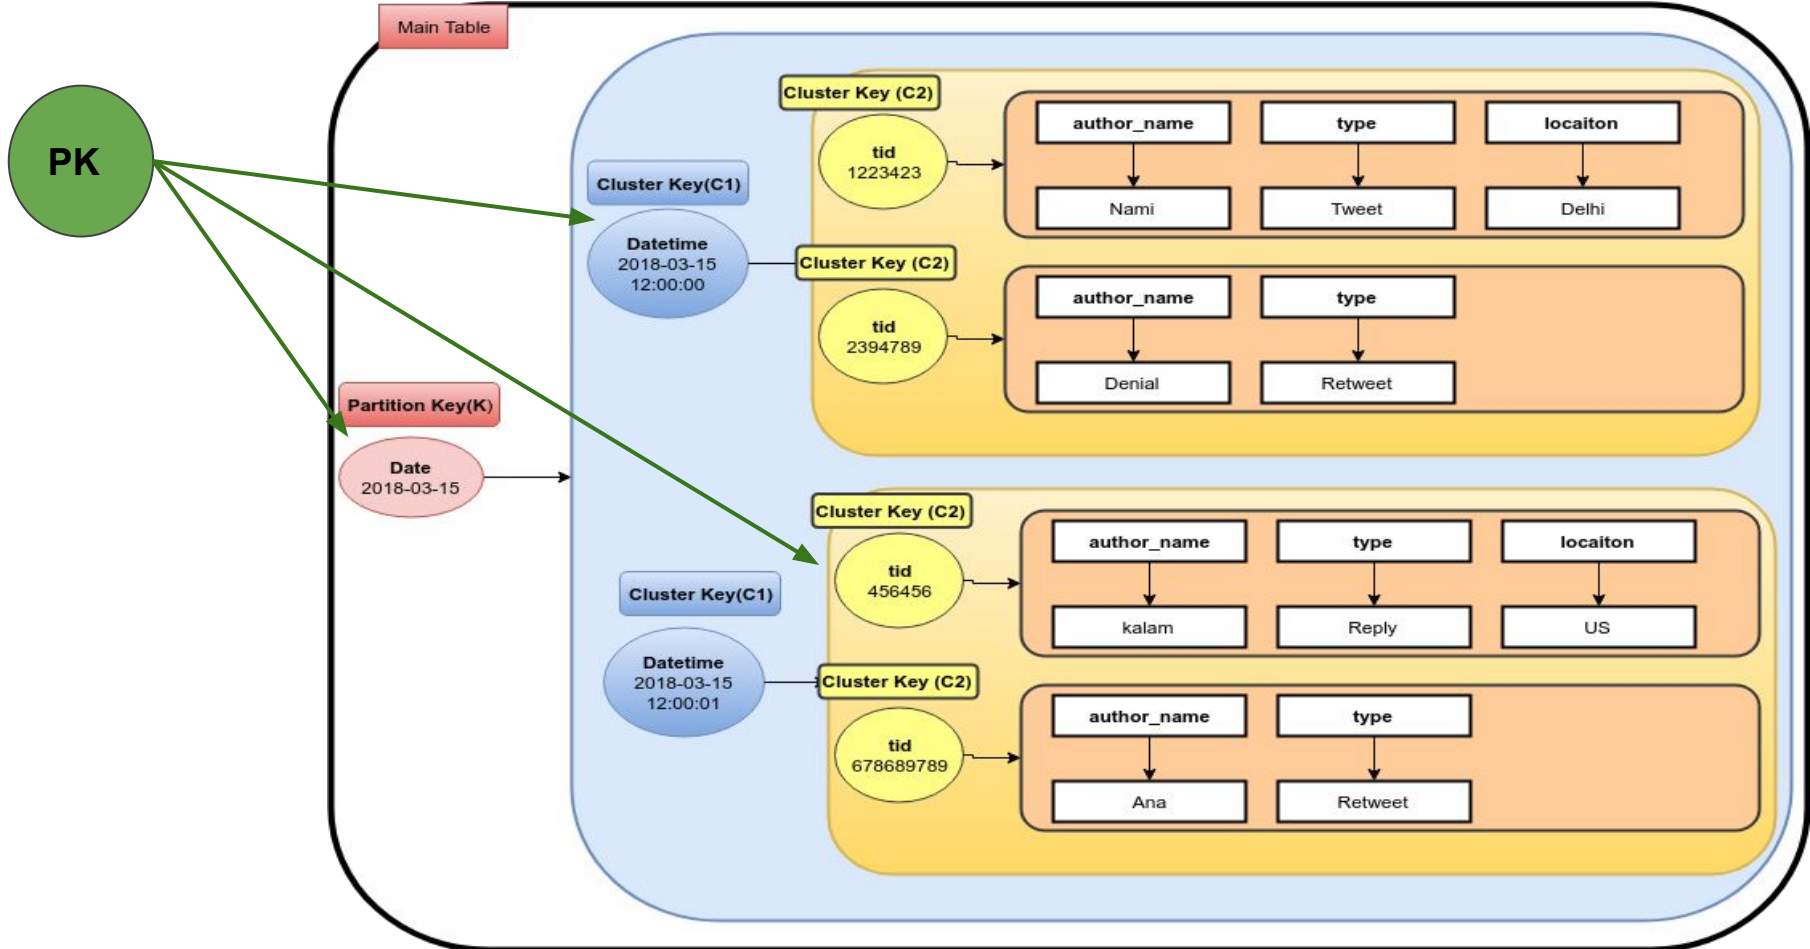 Main Table
PK
Cluster Key (C2)
tid
1223423
author_name
type
locaiton
Nami
Tweet
Delhi
Cluster Key(C1)
Datetime
2018-03-15
12:00:00
Cluster Key (C2)
tid
2394789
author_name
type
Denial
Retweet
Partition Key(K)
Date
2018-03-15
Cluster Key (C2)
tid
456456
author_name
type
locaiton
kalam
Reply
US
Cluster Key(C1)
Datetime
2018-03-15
12:00:01
Cluster Key (C2)
tid
678689789
author_name
type
Ana
Retweet